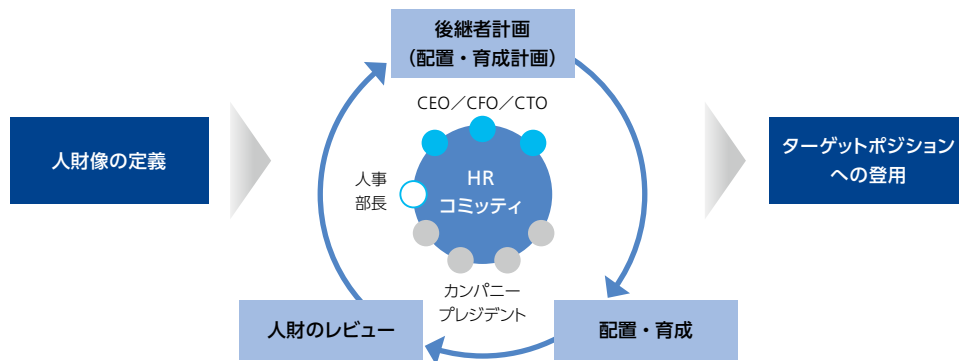 後継者計画
（配置・育成計画）
CEO／CFO／CTO
人財像の定義
人事
部長
HR
コミッティ
ターゲットポジション
への登用
カンパニー
プレジデント
人財のレビュー
配置・育成